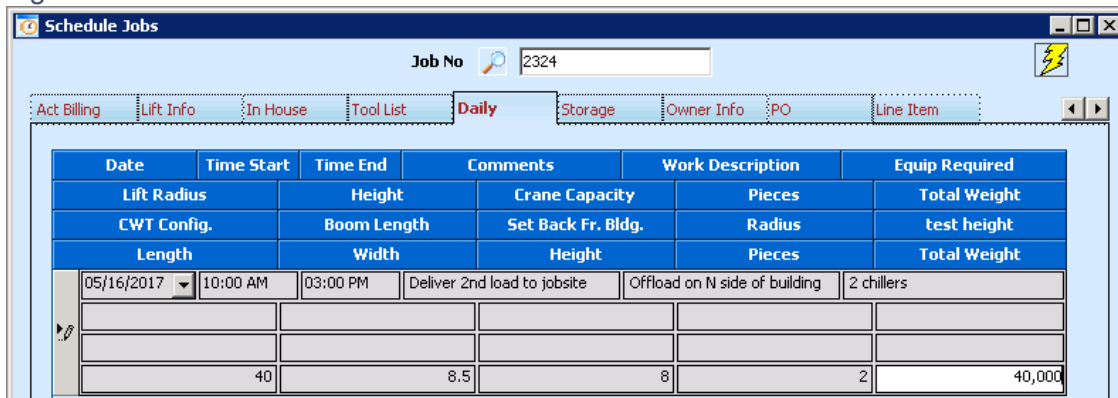 Schedule Jobs
Job No 2324
Act Billing Lift Info In House Tool List Daily Storage Owner Info PO Line Item
Date Time Start Time End Comments Work Description Equip Required
Lift Radius Height Crane Capacity Pieces Total Weight
CWT Config. Boom Length Set Back Fr. Bldg. Radius test height
Length Width Height Pieces Total Weight
05/16/2017 10:00 AM 03:00 PM Deliver 2nd load to jobsite Offload on N side of building 2 chillers
40 8.5 8 2 40,000